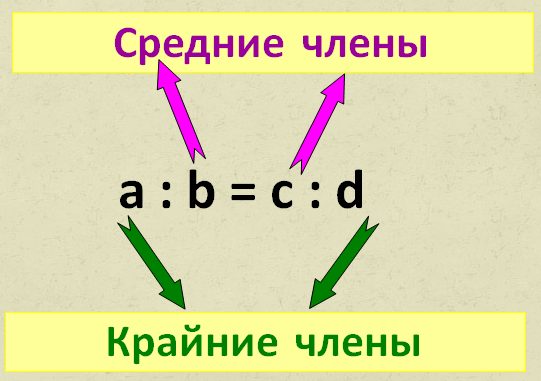 Средние члены
a : b = c : d
Крайние члены